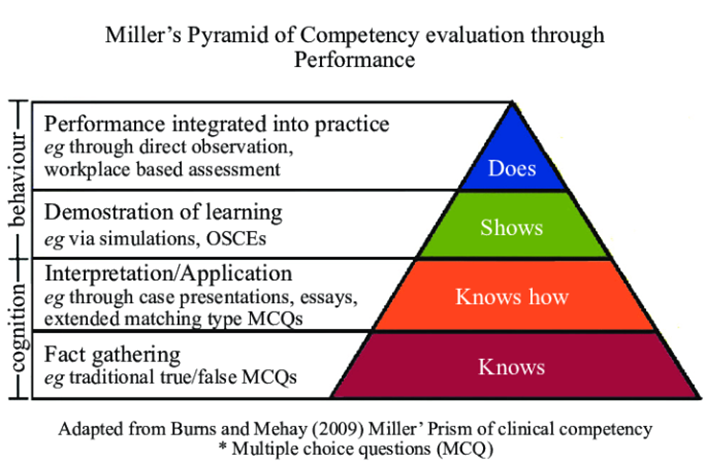 Miller's Pyramid of Competency evaluation through
Performance
behaviour
cognition
Performance integrated into practice
eg through direct observation,
workplace based assessment
Does
Demostration of learning
eg via simulations, OSCEs
Shows
Interpretation/Application
eg through case presentations, essays,
extended matching type MCQs
Knows how
Fact gathering
eg traditional true/false MCQs
Knows
Adapted from Burns and Mehay (2009) Miller' Prism of clinical competency
* Multiple choice questions (MCQ)